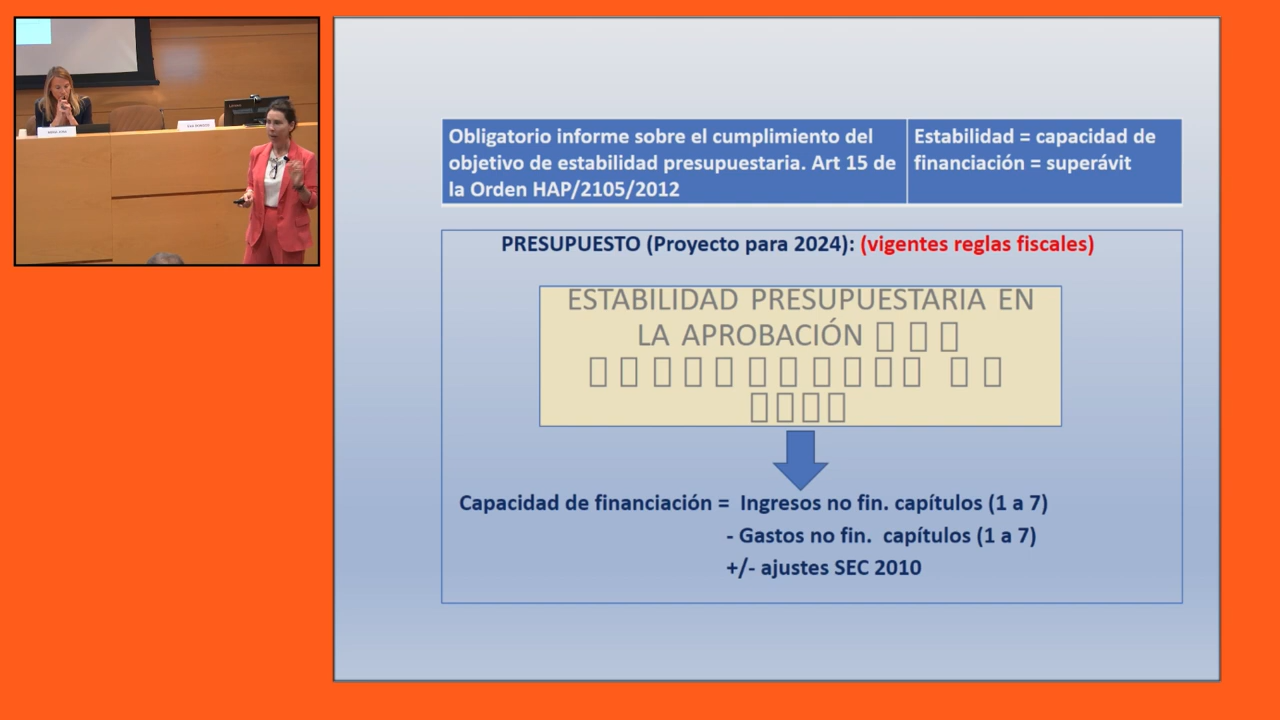 Obligatorio informe sobre el cumplimiento del
objetivo de estabilidad presupuestaria. Art 15 de
la Orden HAP/2105/2012
Estabilidad = capacidad de
financiación = superávit
PRESUPUESTO (Proyecto para 2024): (vigentes reglas fiscales)
ESTABILIDAD PRESUPUESTARIA EN
LA APROBACIÓN
Capacidad de financiación = Ingresos no fin. capítulos (1 a 7)
- Gastos no fin. capítulos (1 a 7)
+/- ajustes SEC 2010